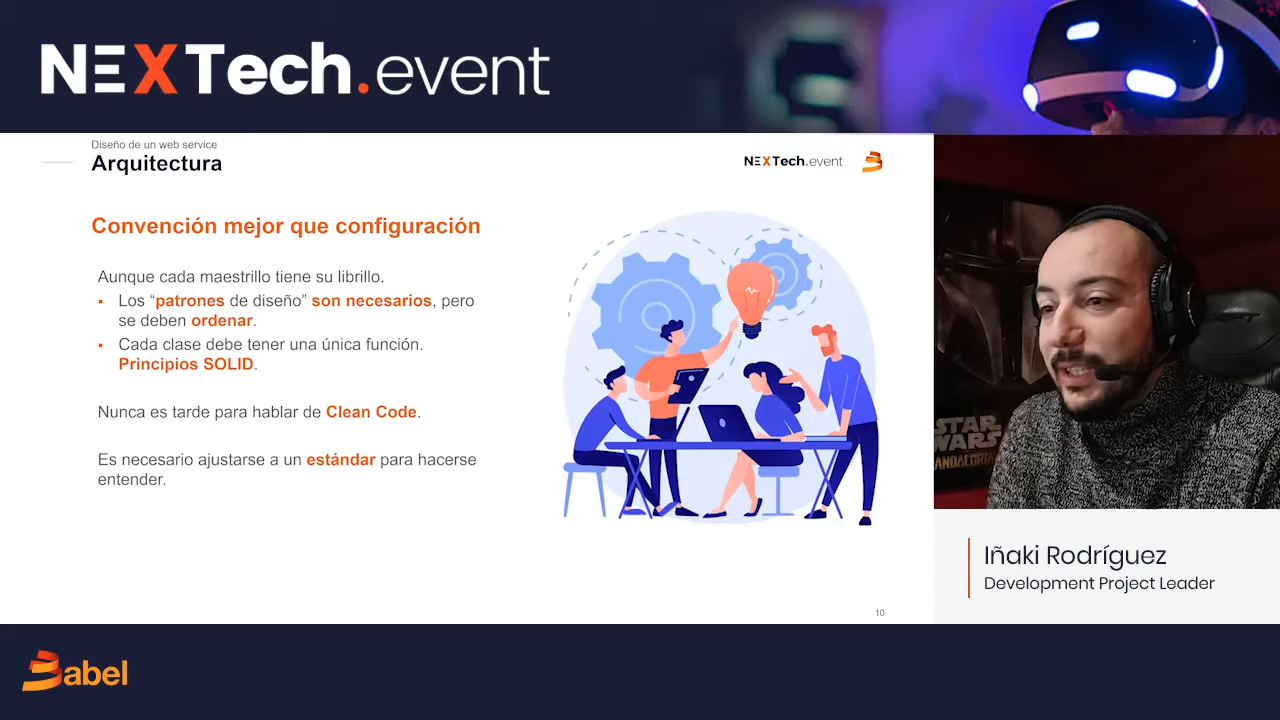 NEXTech.event
Diseño de un web service
Arquitectura
NEXTech.event
Convención mejor que configuración
Aunque cada maestrillo tiene su librillo.
▪ Los “patrones de diseño” son necesarios, pero
se deben ordenar.
▪ Cada clase debe tener una única función.
Principios SOLID.
Nunca es tarde para hablar de Clean Code.
Es necesario ajustarse a un estándar para hacerse
entender.
10
STAR
WARS
MANDALORIA
Iñaki Rodríguez
Development Project Leader
Babel